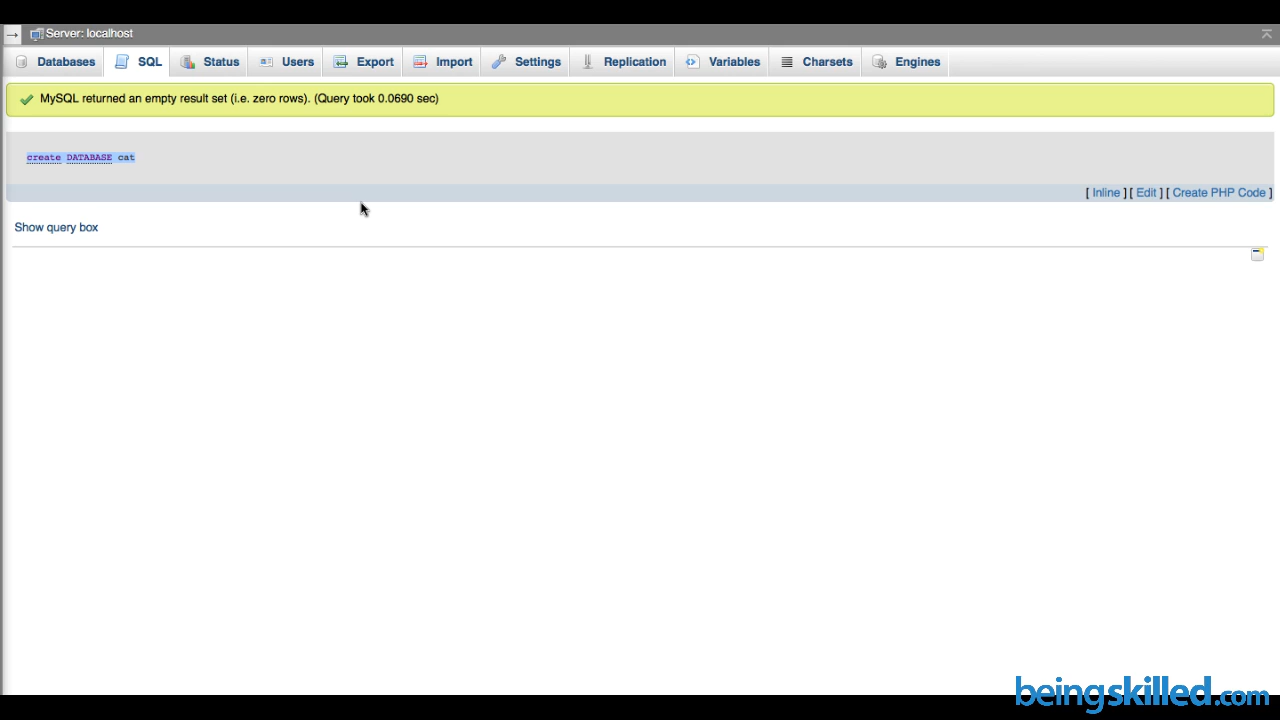 Server: localhost
Databases SQL Status Users Export Import Settings Replication Variables Charsets Engines
MySQL returned an empty result set (i.e. zero rows). (Query took 0.0690 sec)
create DATABASE cat
[ Inline ] [ Edit ] [ Create PHP Code ]
Show query box
beingskilled.com